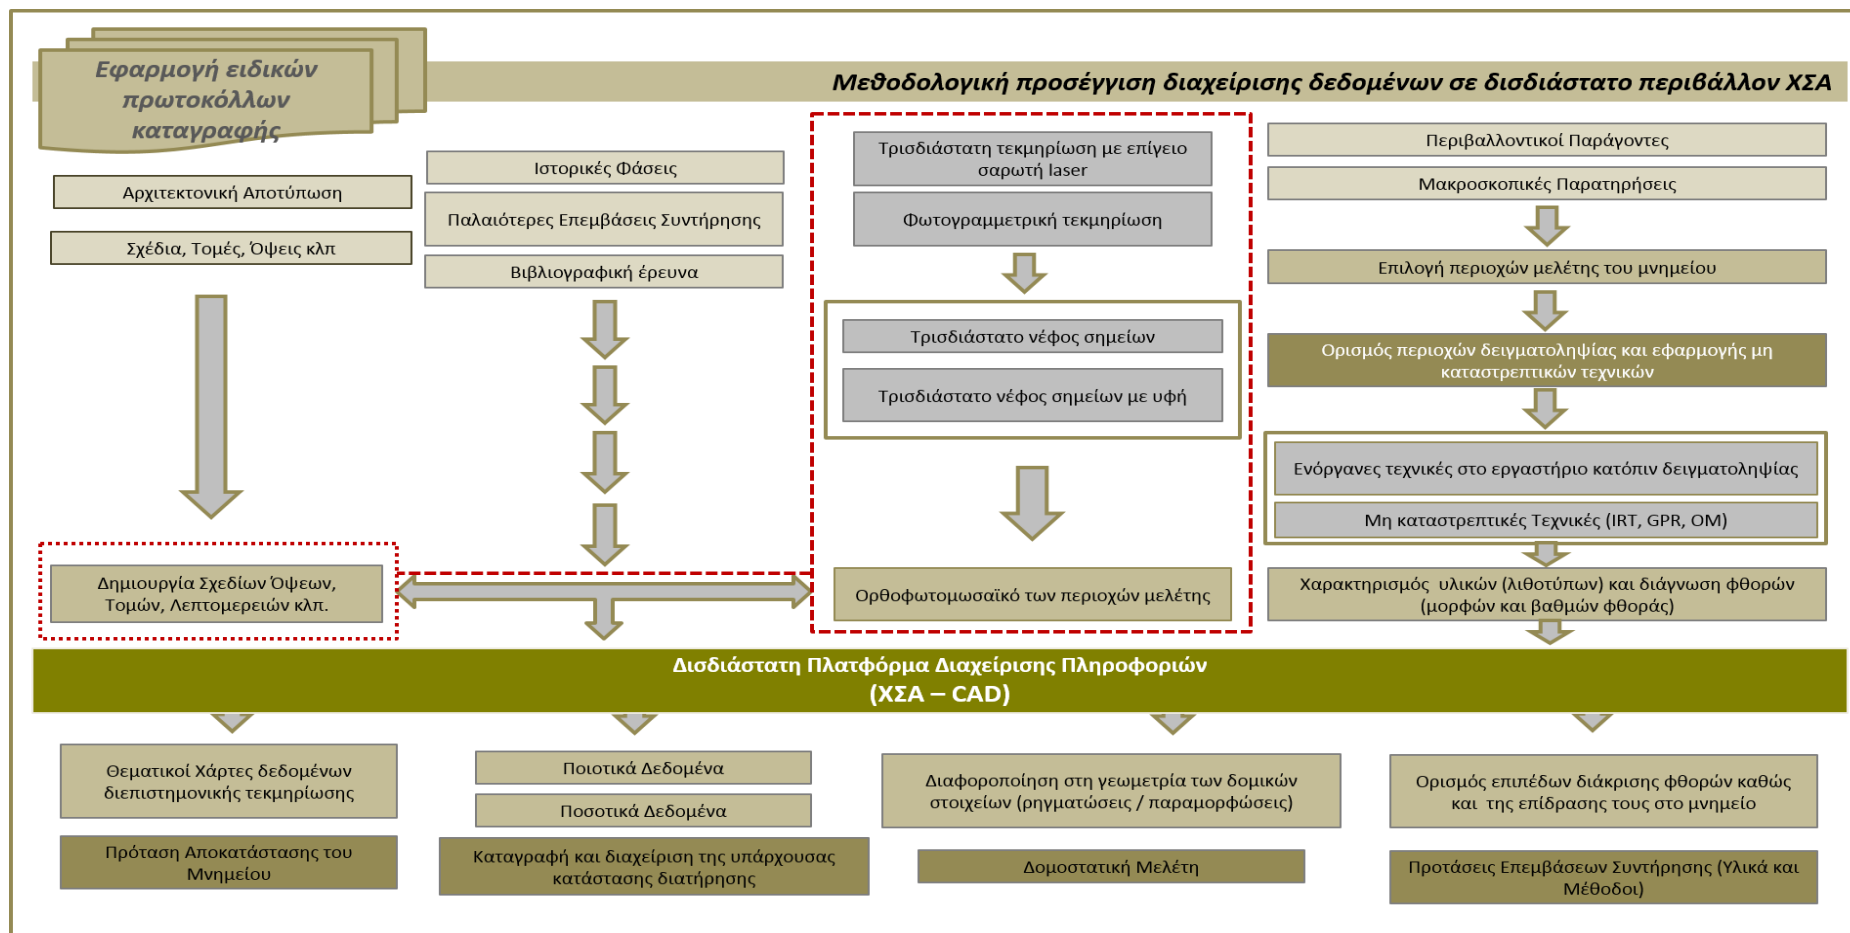 Εφαρμογή ειδικών
πρωτοκόλλων
καταγραφής
Μεθοδολογική προσέγγιση διαχείρισης δεδομένων σε δισδιάστατο περιβάλλον ΧΣΑ
Αρχιτεκτονική Αποτύπωση
Σχέδια, Τομές, Όψεις κλπ
Ιστορικές Φάσεις
Παλαιότερες Επεμβάσεις Συντήρησης
Βιβλιογραφική έρευνα
Τρισδιάστατη τεκμηρίωση με επίγειο
σαρωτή laser
Φωτογραμμετρική τεκμηρίωση
Τρισδιάστατο νέφος σημείων
Τρισδιάστατο νέφος σημείων με υφή
Περιβαλλοντικοί Παράγοντες
Μακροσκοπικές Παρατηρήσεις
Επιλογή περιοχών μελέτης του μνημείου
Ορισμός περιοχών δειγματοληψίας και εφαρμογής μη
καταστρεπτικών τεχνικών
Ενόργανες τεχνικές στο εργαστήριο κατόπιν δειγματοληψίας
Μη καταστρεπτικές Τεχνικές (IRT, GPR, OM)
Δημιουργία Σχεδίων Όψεων,
Τομών, Λεπτομερειών κλπ.
Ορθοφωτομωσαϊκό των περιοχών μελέτης
Χαρακτηρισμός υλικών (λιθοτύπων) και διάγνωση φθορών
(μορφών και βαθμών φθοράς)
Δισδιάστατη Πλατφόρμα Διαχείρισης Πληροφοριών
(ΧΣΑ – CAD)
Θεματικοί Χάρτες δεδομένων
διεπιστημονικής τεκμηρίωσης
Πρόταση Αποκατάστασης του
Μνημείου
Ποιοτικά Δεδομένα
Ποσοτικά Δεδομένα
Καταγραφή και διαχείριση της υπάρχουσας
κατάστασης διατήρησης
Διαφοροποίηση στη γεωμετρία των δομικών
στοιχείων (ρηγματώσεις / παραμορφώσεις)
Δομοστατική Μελέτη
Ορισμός επιπέδων διάκρισης φθορών καθώς
και της επίδρασης τους στο μνημείο
Προτάσεις Επεμβάσεων Συντήρησης (Υλικά και
Μέθοδοι)